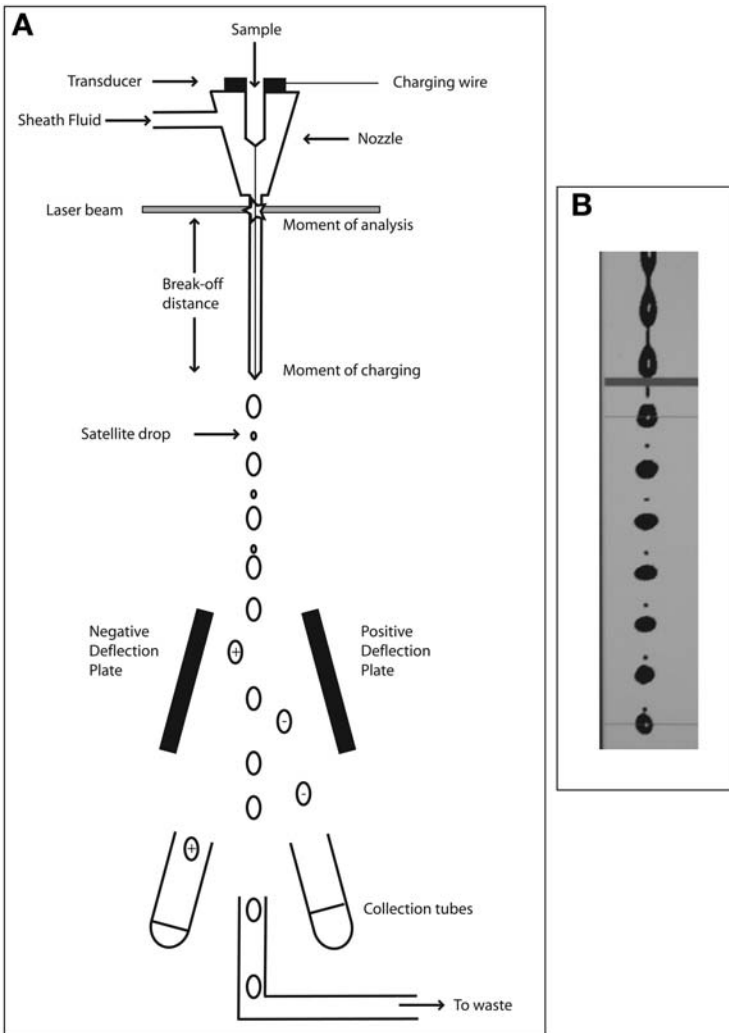 A
Sample
Transducer
Charging wire
Sheath Fluid
Nozzle
Laser beam
Moment of analysis
Break-off
distance
Moment of charging
Satellite drop
Negative
Deflection
Plate
Positive
Deflection
Plate
+
-
-
+
Collection tubes
To waste
B